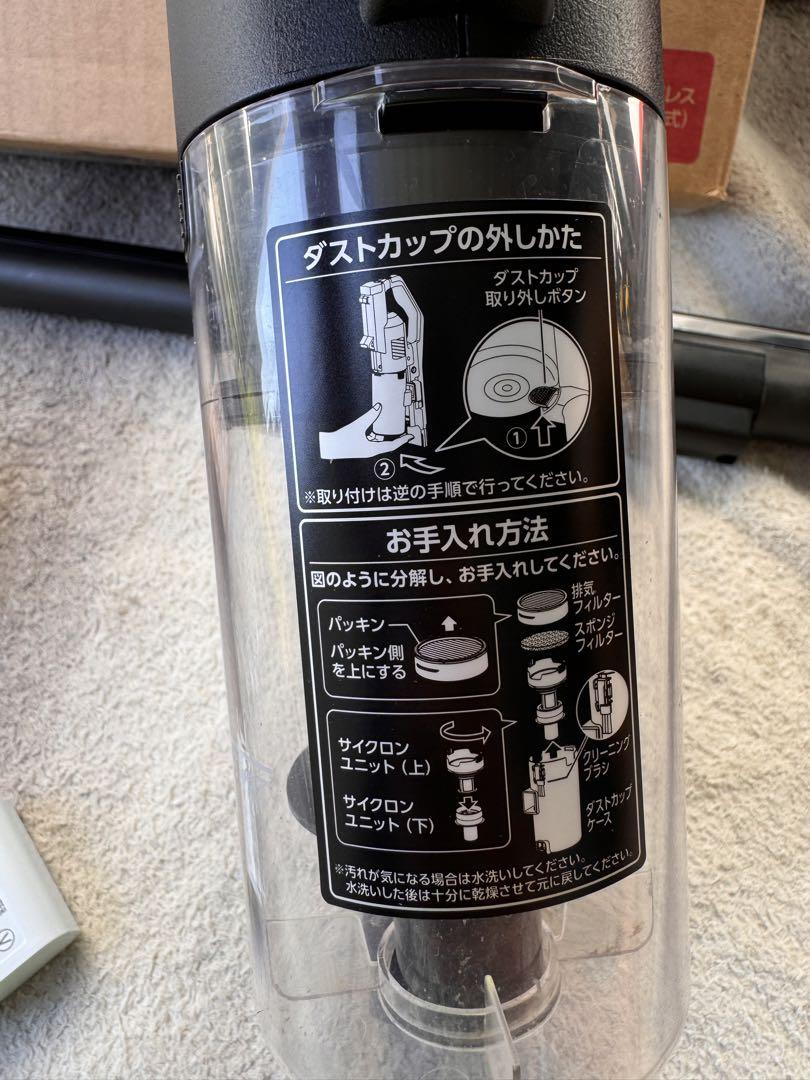 レス
式)
ダストカップの外しかた
ダストカップ
取り外しボタン
①
②
※取り付けは逆の手順で行ってください。
お手入れ方法
図のように分解し、お手入れしてください。
パッキン
パッキン側
を上にする
排気
フィルター
スポンジ
フィルター
サイクロン
ユニット（上）
サイクロン
ユニット（下）
クリーニング
ブラシ
ダストカップ
ケース
※汚れが気になる場合は水洗いしてください。
水洗いした後は十分に乾燥させて元に戻してください。